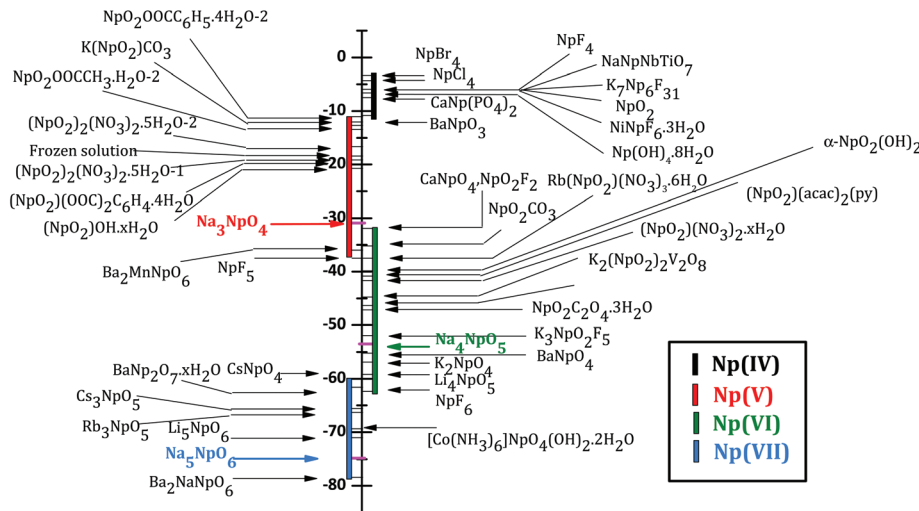 NpO₂OOCC₆H₅.4H₂O-2
K(NpO₂)CO₃
NpO₂OOCCH₃.H₂O-2
(NpO₂)₂(NO₃)₂.5H₂O-2
Frozen solution
(NpO₂)₂(NO₃)₂.5H₂O-1
(NpO₂)(OOC)₂C₆H₄.4H₂O
(NpO₂)OH.xH₂O
Na₃NpO₄
Ba₂MnNpO₆
NpF₅
BaNp₂O₇.xH₂O
CsNpO₄
Cs₃NpO₅
Rb₃NpO₅
Li₅NpO₆
Na₅NpO₆
Ba₂NaNpO₆
0
-10
-20
-30
-40
-50
-60
-70
-80
NpBr₄
NpCl₄
CaNp(PO₄)₂
BaNpO₃
NpF₄
NaNpNbTiO₇
K₇Np₆F₃₁
NpO₂
NiNpF₆.3H₂O
Np(OH)₄.8H₂O
α-NpO₂(OH)₂
CaNpO₄,NpO₂F₂
Rb(NpO₂)(NO₃)₃.6H₂O
(NpO₂)(acac)₂(py)
NpO₂CO₃
(NpO₂)(NO₃)₂.xH₂O
K₂(NpO₂)₂V₂O₈
NpO₂C₂O₄.3H₂O
K₃NpO₂F₅
Na₄NpO₅
BaNpO₄
K₂NpO₄
Li₄NpO₅
NpF₆
[Co(NH₃)₆]NpO₄(OH)₂.2H₂O
Np(IV)
Np(V)
Np(VI)
Np(VII)